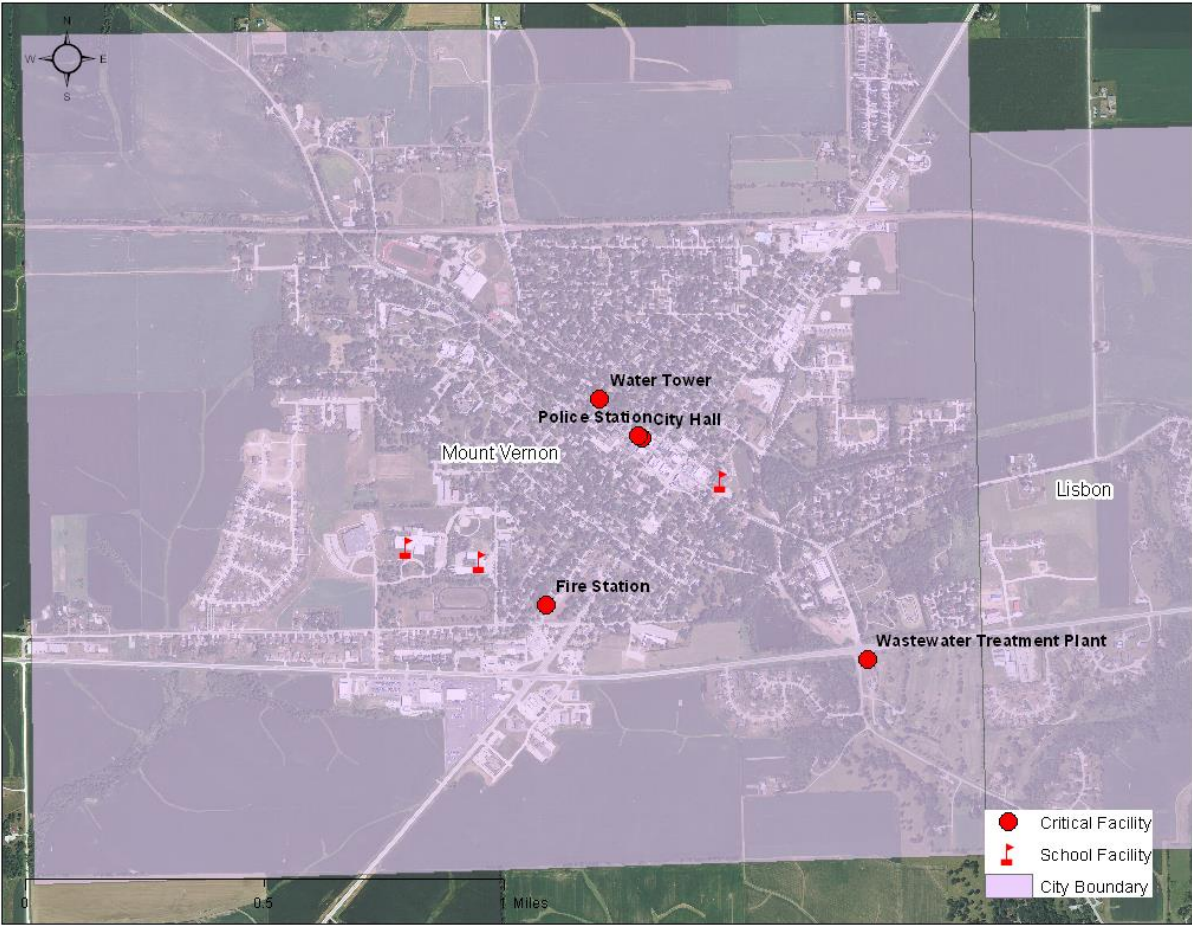 N
W E
S
Water Tower
Police Station City Hall
Mount Vernon
Lisbon
Fire Station
Wastewater Treatment Plant
Critical Facility
School Facility
City Boundary
0 0.5 1 Miles